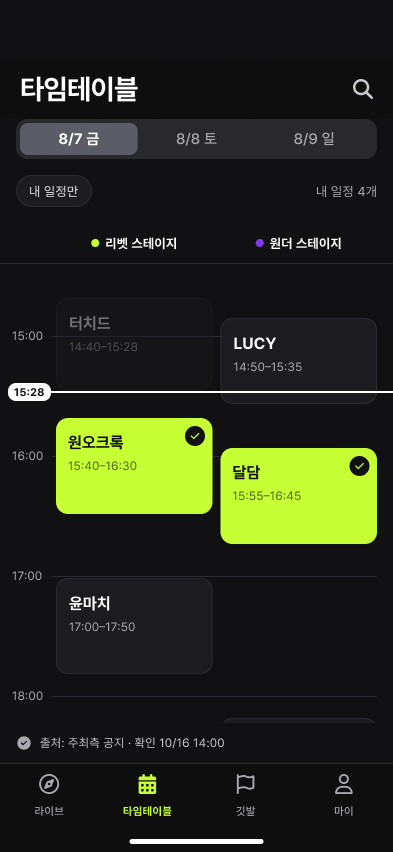 타임테이블
8/7 금
8/8 토
8/9 일
내 일정만
내 일정 4개
리벳 스테이지
원더 스테이지
터치드
14:40–15:28
15:00
LUCY
14:50–15:35
15:28
원오크록
15:40–16:30
16:00
달담
15:55–16:45
17:00
윤마치
17:00–17:50
18:00
출처: 주최측 공지 · 확인 10/16 14:00
라이브
타임테이블
깃발
마이